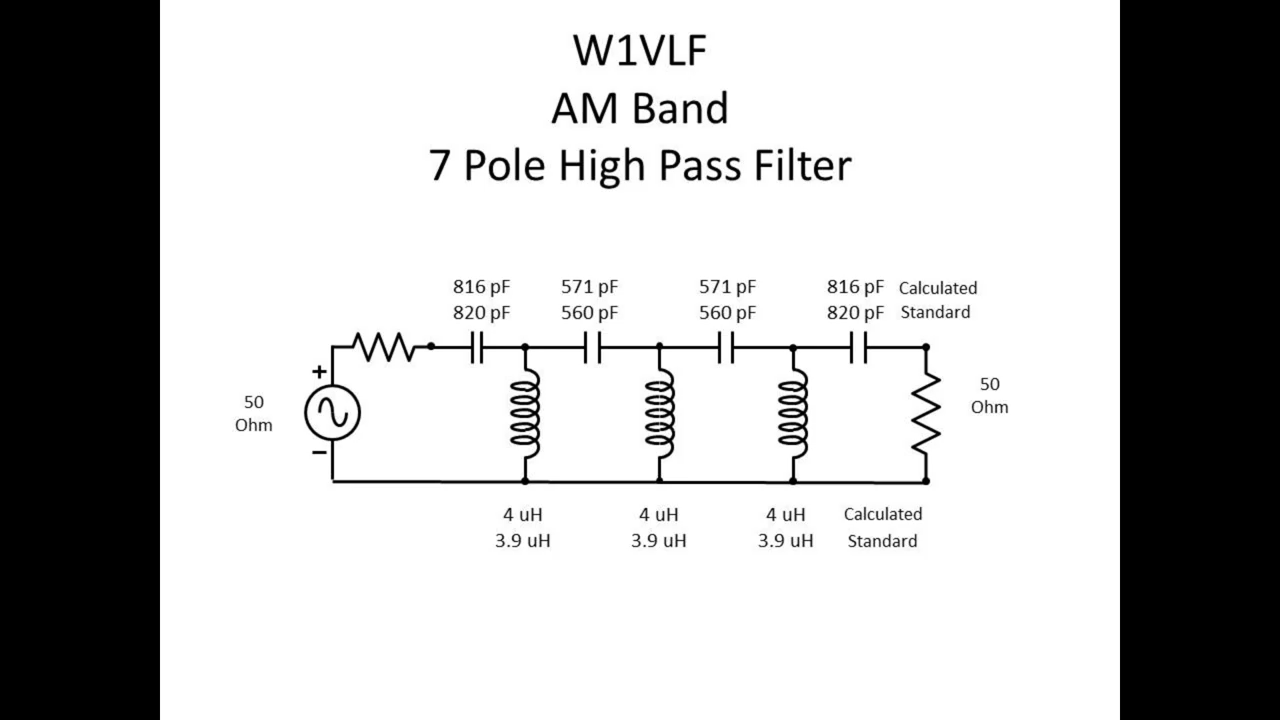 W1VLF
AM Band
7 Pole High Pass Filter
816 pF 571 pF 571 pF 816 pF Calculated
820 pF 560 pF 560 pF 820 pF Standard
+
50
Ohm
−
50
Ohm
4 uH 4 uH 4 uH Calculated
3.9 uH 3.9 uH 3.9 uH Standard